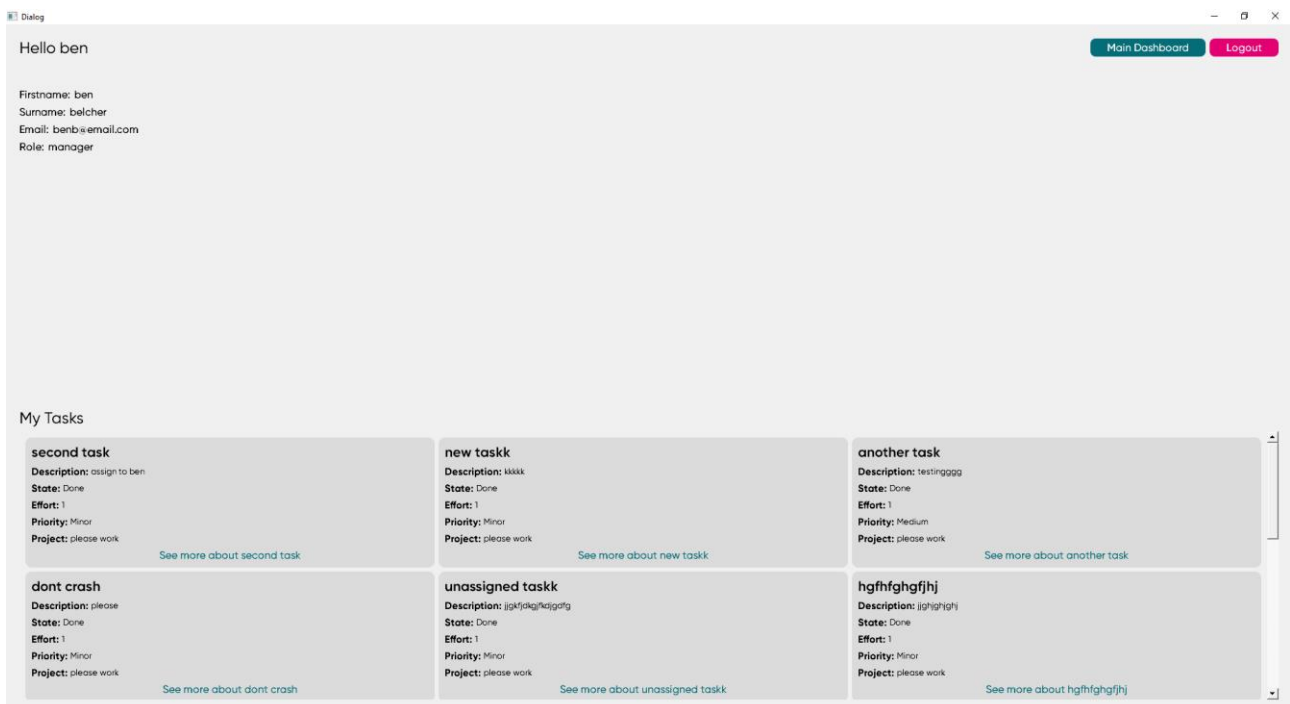 Dialog
Hello ben
Main Dashboard
Logout
Firstname: ben
Surname: belcher
Email: benb@email.com
Role: manager
My Tasks
second task
Description: assign to ben
State: Done
Effort: 1
Priority: Minor
Project: please work
See more about second task
new taskk
Description: kkkkk
State: Done
Effort: 1
Priority: Minor
Project: please work
See more about new taskk
another task
Description: testingggg
State: Done
Effort: 1
Priority: Medium
Project: please work
See more about another task
dont crash
Description: please
State: Done
Effort: 1
Priority: Minor
Project: please work
See more about dont crash
unassigned taskk
Description:
State: Done
Effort: 1
Priority: Minor
Project: please work
See more about unassigned taskk
hgfhfghgfjhj
Description: jjghjghjghj
State: Done
Effort: 1
Priority: Minor
Project: please work
See more about hgfhfghgfjhj